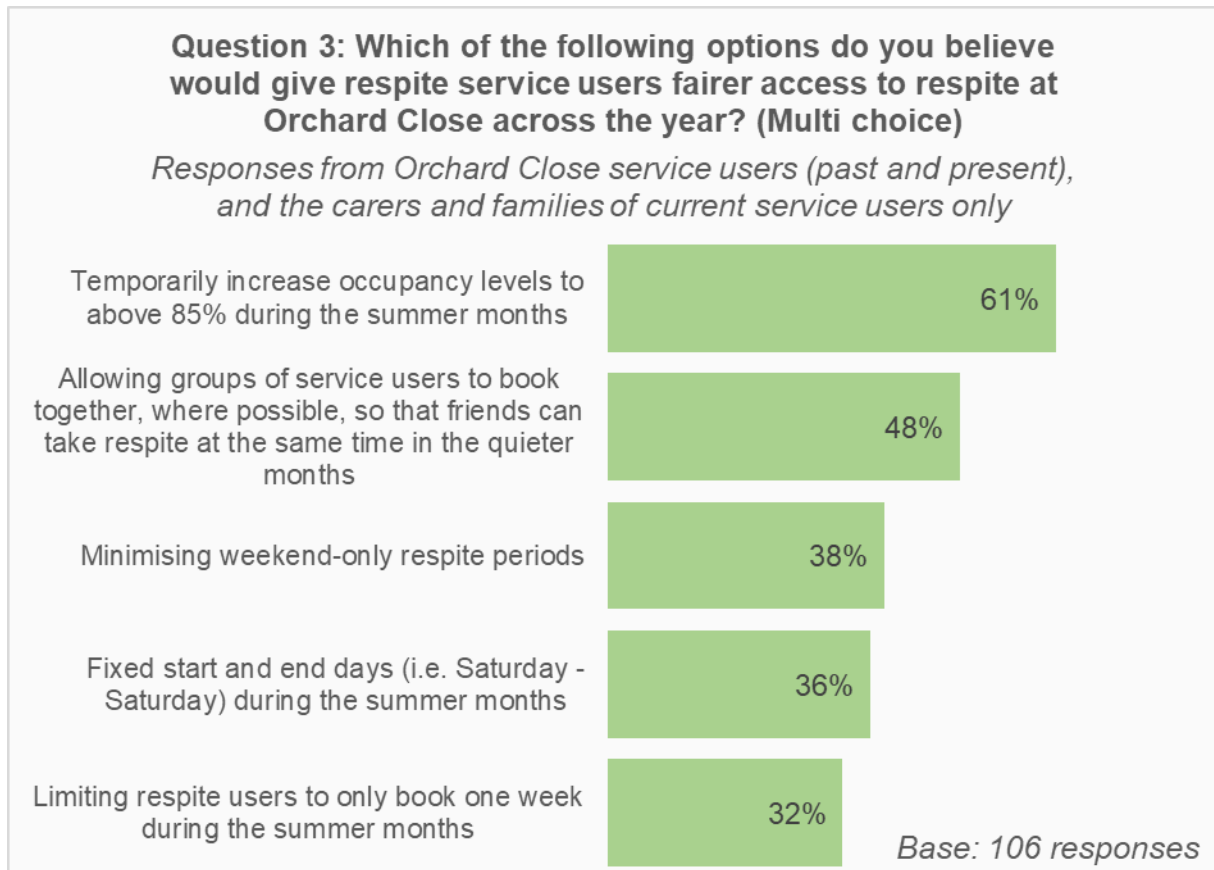 Question 3: Which of the following options do you believe
would give respite service users fairer access to respite at
Orchard Close across the year? (Multi choice)
Responses from Orchard Close service users (past and present),
and the carers and families of current service users only
Temporarily increase occupancy levels to
above 85% during the summer months
61%
Allowing groups of service users to book
together, where possible, so that friends can
take respite at the same time in the quieter
months
48%
Minimising weekend-only respite periods
38%
Fixed start and end days (i.e. Saturday -
Saturday) during the summer months
36%
Limiting respite users to only book one week
during the summer months
32%
Base: 106 responses